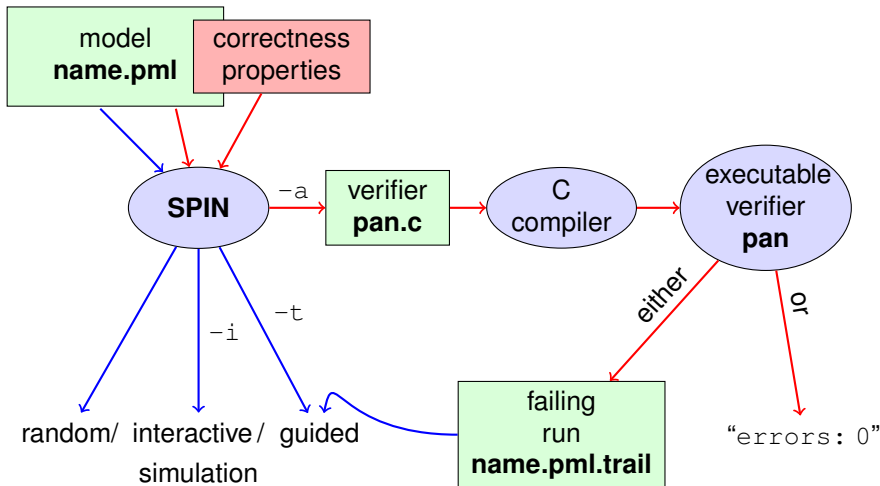 model
name.pml
correctness
properties
SPIN
-a
verifier
pan.c
C
compiler
executable
verifier
pan
either
or
-i
-t
random/ interactive / guided
simulation
failing
run
name.pml.trail
“errors: 0”